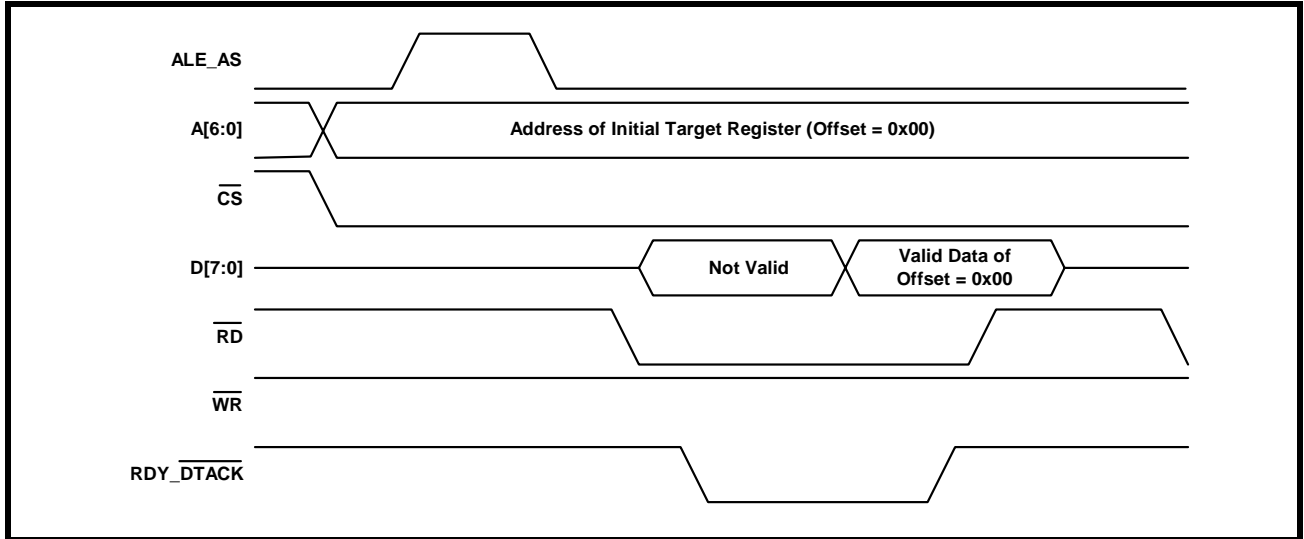 ALE_AS
A[6:0]
Address of Initial Target Register (Offset = 0x00)
CS
D[7:0]
Not Valid
Valid Data of
Offset = 0x00
RD
WR
RDY_DTACK